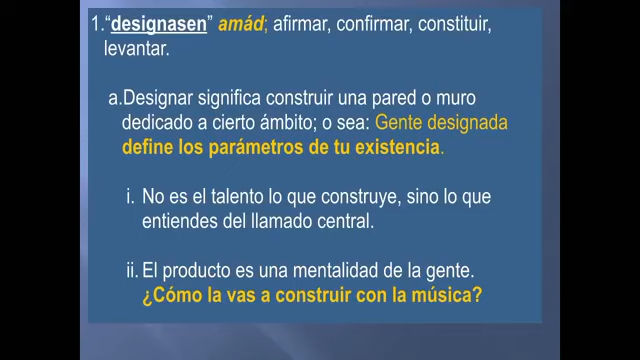 1.“designasen” amád; afirmar, confirmar, constituir,
levantar.
a.Designar significa construir una pared o muro
dedicado a cierto ámbito; o sea: Gente designada
define los parámetros de tu existencia.
i. No es el talento lo que construye, sino lo que
entiendes del llamado central.
ii. El producto es una mentalidad de la gente.
¿Cómo la vas a construir con la música?